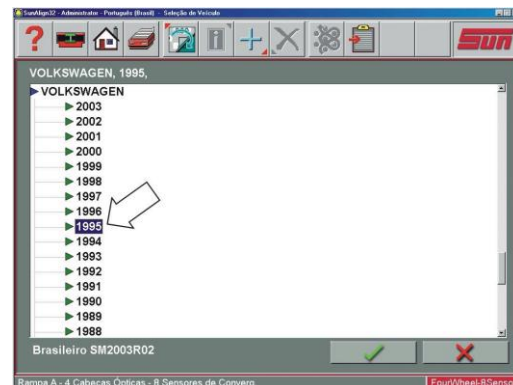 SunAlign32 - Administrator - Português (Brasil) - Seleção de Veículo
?
Sun
VOLKSWAGEN, 1995,
VOLKSWAGEN
2003
2002
2001
2000
1999
1998
1997
1996
1995
1994
1993
1992
1991
1990
1989
1988
Brasileiro SM2003R02
Rampa A - 4 Cabeças Ópticas - 8 Sensores de Convero
FourWheel-8Senso